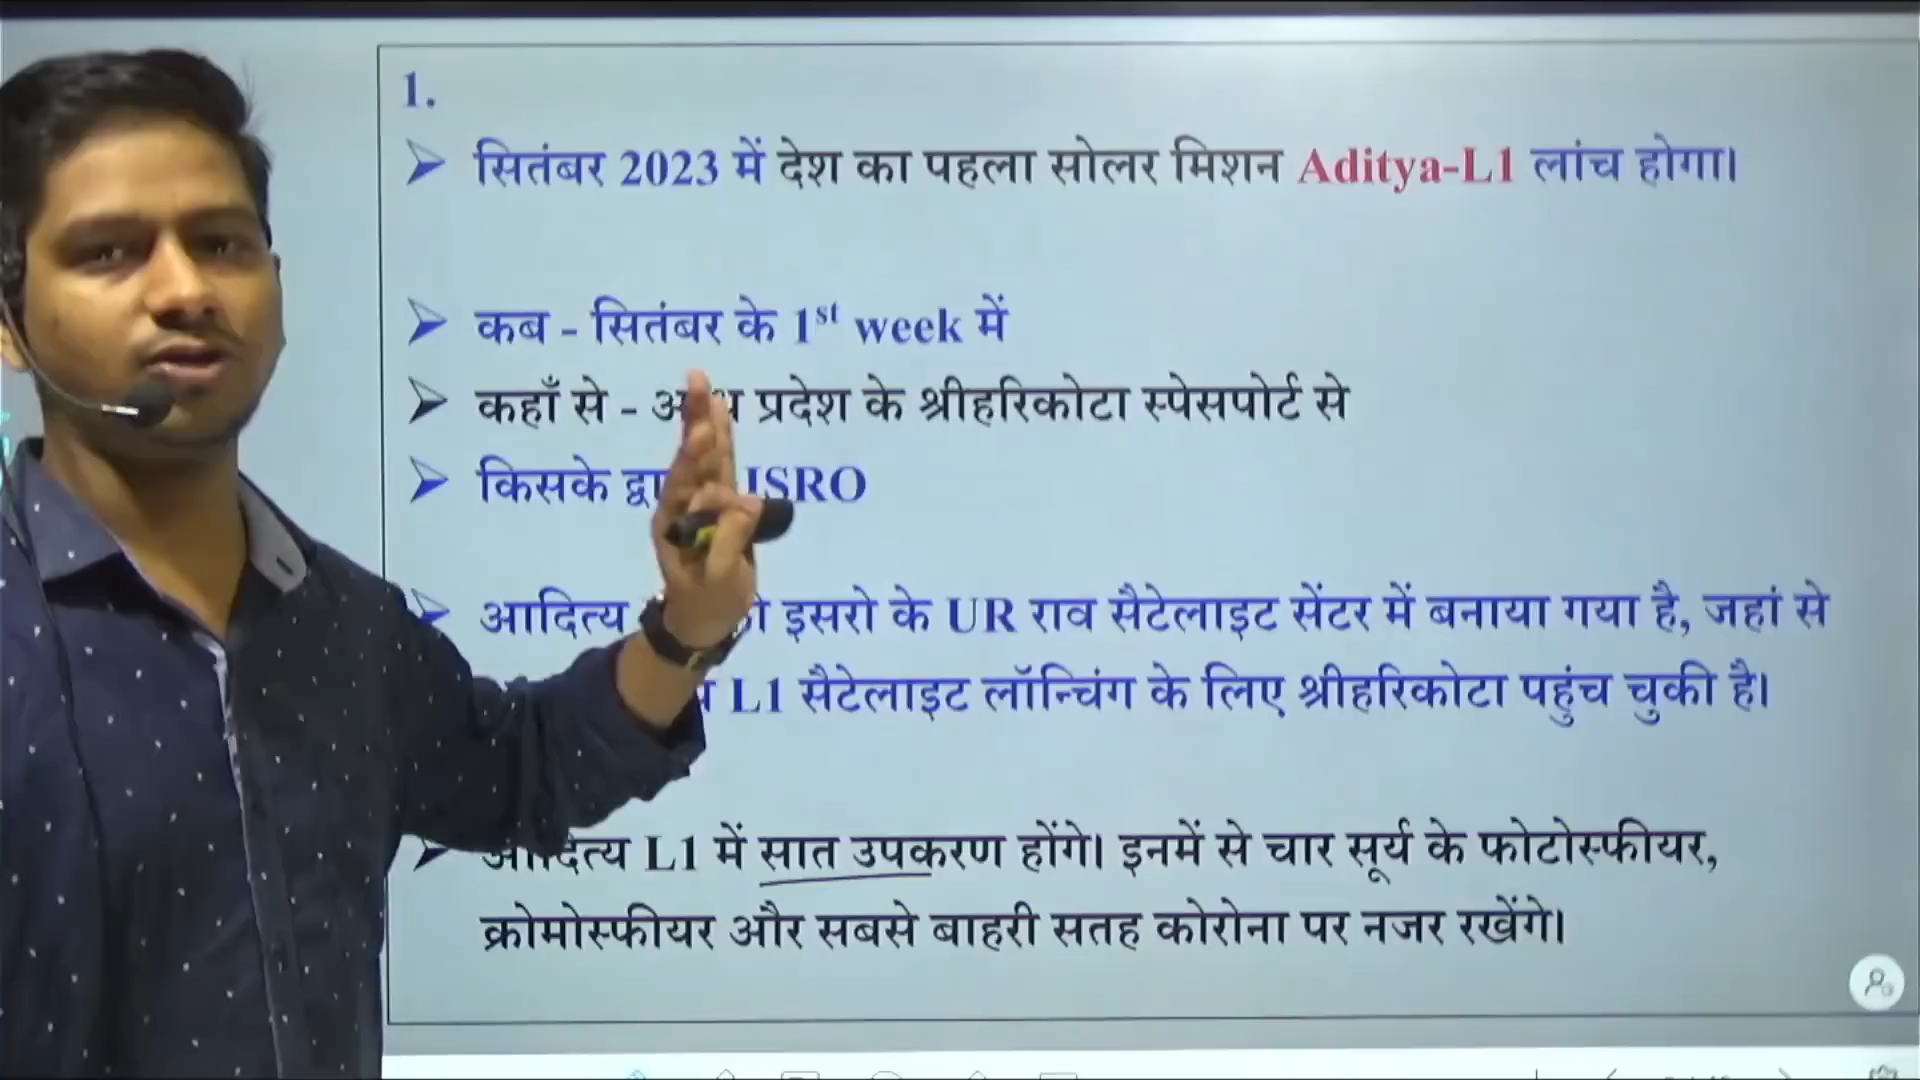 1.
➢ सितंबर 2023 में देश का पहला सोलर मिशन Aditya-L1 लांच होगा।
➢ कब - सितंबर के 1st week में
➢ कहाँ से - प्रदेश के श्रीहरिकोटा स्पेसपोर्ट से
➢ किसके ISRO
➢ आदित्य इसरो के UR राव सैटेलाइट सेंटर में बनाया गया है, जहां से
L1 सैटेलाइट लॉन्चिंग के लिए श्रीहरिकोटा पहुंच चुकी है।
➢ आदित्य L1 में सात उपकरण होंगे। इनमें से चार सूर्य के फोटोस्फीयर,
क्रोमोस्फीयर और सबसे बाहरी सतह कोरोना पर नजर रखेंगे।